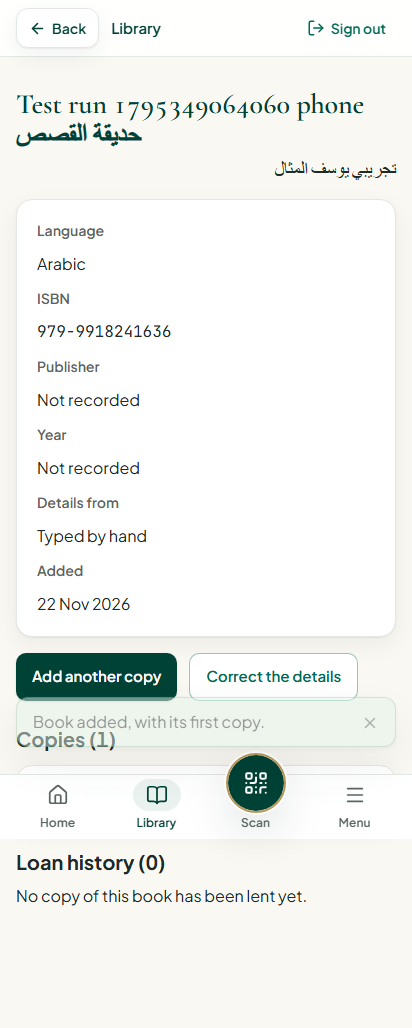 Back
Library
Sign out
Test run 1795349064060 phone
حديقة القصص
تجريبي يوسف المثال
Language
Arabic
ISBN
979-9918241636
Publisher
Not recorded
Year
Not recorded
Details from
Typed by hand
Added
22 Nov 2026
Add another copy
Correct the details
Book added, with its first copy.
Copies (1)
Home
Library
Scan
Menu
Loan history (0)
No copy of this book has been lent yet.